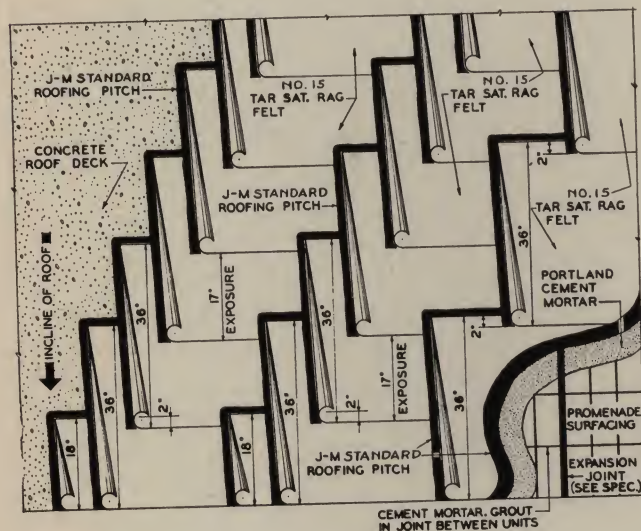 J-M STANDARD
ROOFING PITCH
NO. 15
TAR SAT. RAG
FELT
NO. 15
TAR SAT. RAG
FELT
CONCRETE
ROOF DECK
J-M STANDARD
ROOFING PITCH
2"
36"
NO. 15
TAR SAT. RAG
FELT
INCLINE OF ROOF
17"
EXPOSURE
36"
36"
PORTLAND
CEMENT
MORTAR
2"
36"
36"
17"
EXPOSURE
36"
2"
2"
18"
18"
PROMENADE
SURFACING
J-M STANDARD
ROOFING PITCH
EXPANSION
JOINT
(SEE SPEC.)
CEMENT MORTAR. GROUT
IN JOINT BETWEEN UNITS